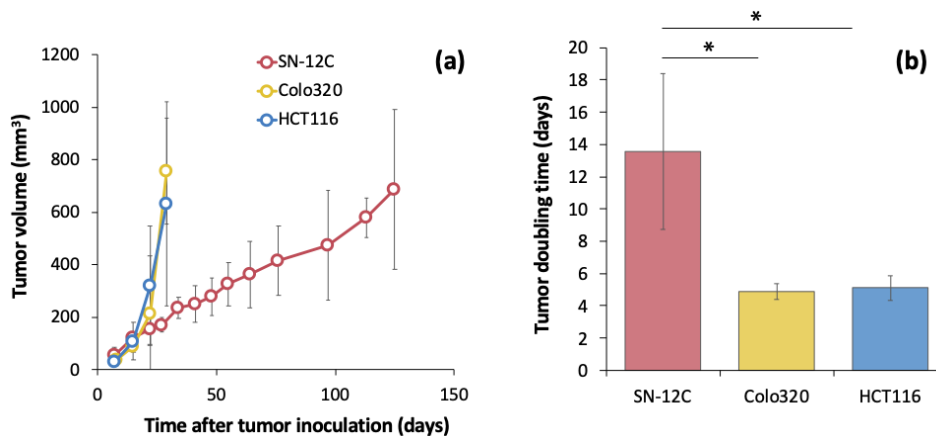 (a)
SN-12C
Colo320
HCT116
Tumor volume (mm³)
1200
1000
800
600
400
200
0
0 50 100 150
Time after tumor inoculation (days)
(b)
*
*
Tumor doubling time (days)
20
18
16
14
12
10
8
6
4
2
0
SN-12C Colo320 HCT116